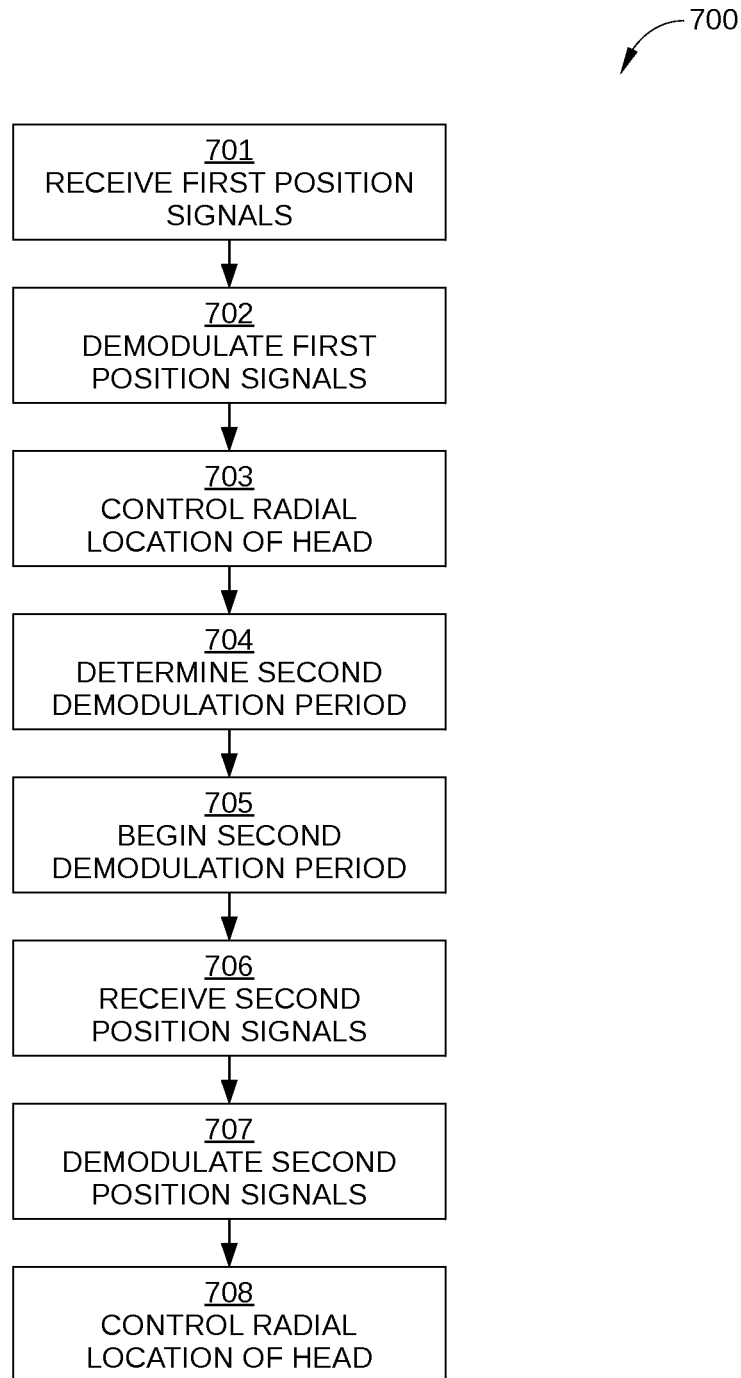 700
701
RECEIVE FIRST POSITION
SIGNALS
702
DEMODULATE FIRST
POSITION SIGNALS
703
CONTROL RADIAL
LOCATION OF HEAD
704
DETERMINE SECOND
DEMODULATION PERIOD
705
BEGIN SECOND
DEMODULATION PERIOD
706
RECEIVE SECOND
POSITION SIGNALS
707
DEMODULATE SECOND
POSITION SIGNALS
708
CONTROL RADIAL
LOCATION OF HEAD